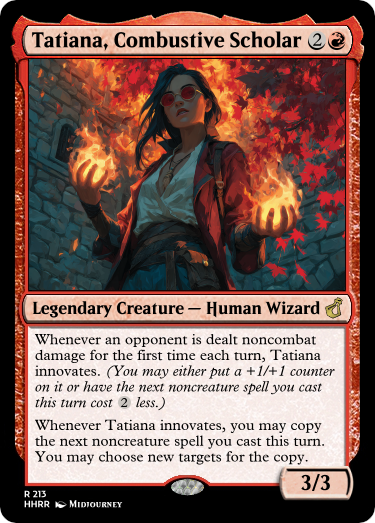 Tatiana, Combustive Scholar 2
Legendary Creature — Human Wizard
Whenever an opponent is dealt noncombat
damage for the first time each turn, Tatiana
innovates. (You may either put a +1/+1 counter
on it or have the next noncreature spell you cast
this turn cost 2 less.)
Whenever Tatiana innovates, you may copy
the next noncreature spell you cast this turn.
You may choose new targets for the copy.
3/3
R 213
HHRR Midjourney